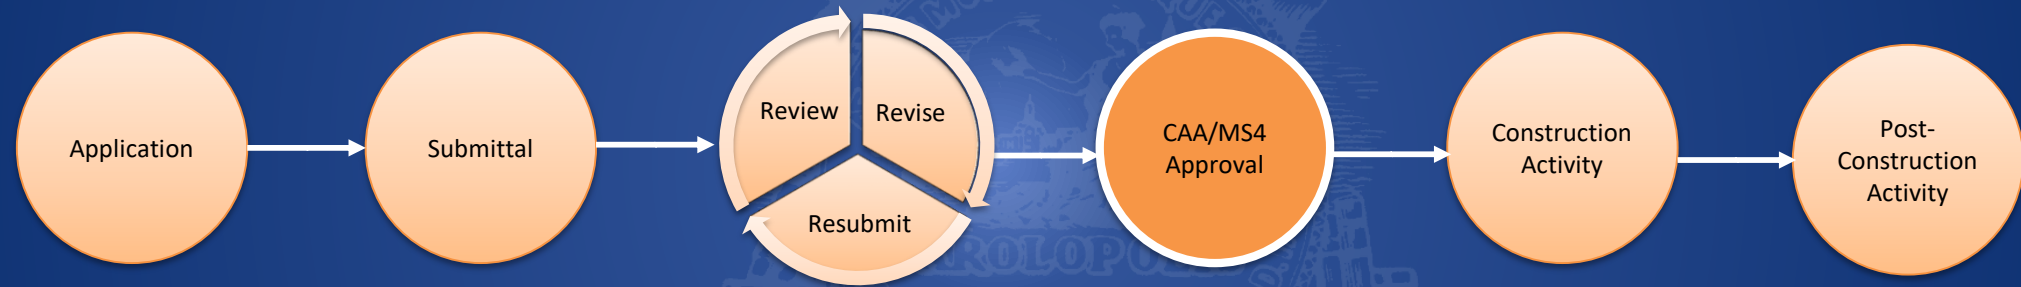 Application
Submittal
Review
Revise
Resubmit
CAA/MS4
Approval
Construction
Activity
Post-
Construction
Activity